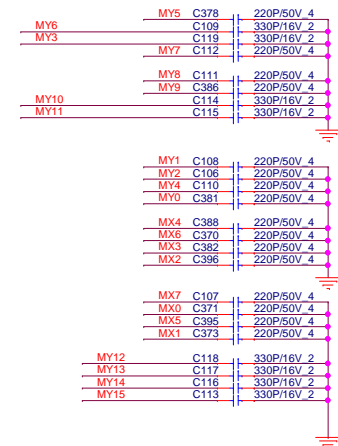 MY5 C378 220P/50V_4
MY6 C109 330P/16V_2
MY3 C119 330P/16V_2
MY7 C112 220P/50V_4
MY8 C111 220P/50V_4
MY9 C386 220P/50V_4
MY10 C114 330P/16V_2
MY11 C115 330P/16V_2
MY1 C108 220P/50V_4
MY2 C106 220P/50V_4
MY4 C110 220P/50V_4
MY0 C381 220P/50V_4
MX4 C388 220P/50V_4
MX6 C370 220P/50V_4
MX3 C382 220P/50V_4
MX2 C396 220P/50V_4
MX7 C107 220P/50V_4
MX0 C371 220P/50V_4
MX5 C395 220P/50V_4
MX1 C373 220P/50V_4
MY12 C118 330P/16V_2
MY13 C117 330P/16V_2
MY14 C116 330P/16V_2
MY15 C113 330P/16V_2